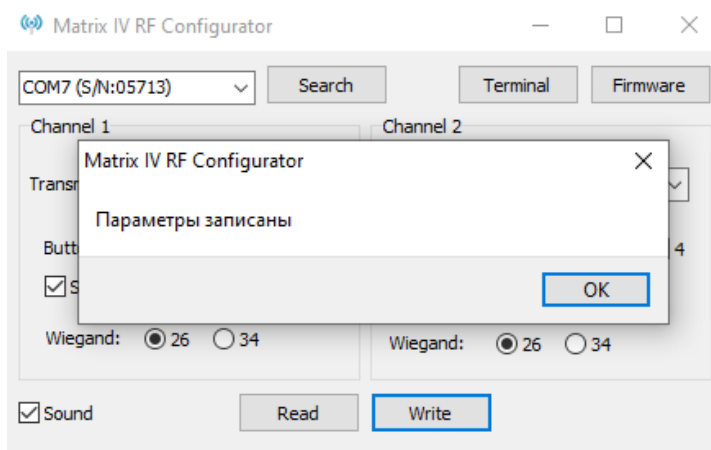 Matrix IV RF Configurator
COM7 (S/N:05713) Search Terminal Firmware
Channel 1 Channel 2
Matrix IV RF Configurator
Параметры записаны
4
OK
Wiegand: 26 34
Wiegand: 26 34
Sound Read Write